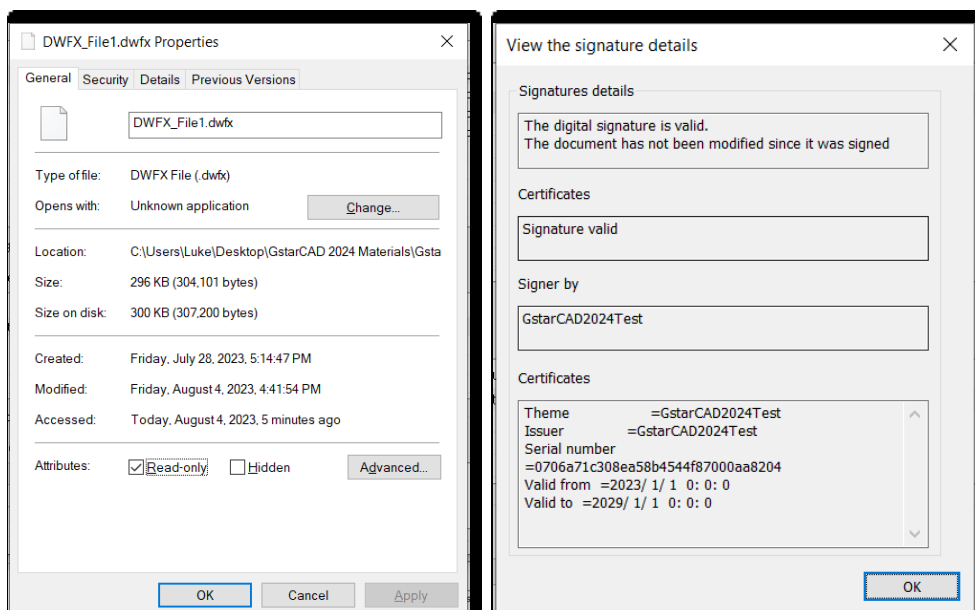 DWFX_File1.dwfx Properties
General Security Details Previous Versions
DWFX_File1.dwfx
Type of file: DWFX File (.dwfx)
Opens with: Unknown application Change...
Location: C:\Users\Luke\Desktop\GstarCAD 2024 Materials\Gsta
Size: 296 KB (304,101 bytes)
Size on disk: 300 KB (307,200 bytes)
Created: Friday, July 28, 2023, 5:14:47 PM
Modified: Friday, August 4, 2023, 4:41:54 PM
Accessed: Today, August 4, 2023, 5 minutes ago
Attributes: Read-only Hidden Advanced...
OK Cancel Apply
View the signature details
Signatures details
The digital signature is valid.
The document has not been modified since it was signed
Certificates
Signature valid
Signer by
GstarCAD2024Test
Certificates
Theme =GstarCAD2024Test
Issuer =GstarCAD2024Test
Serial number
=0706a71c308ea58b4544f87000aa8204
Valid from =2023/ 1/ 1 0: 0: 0
Valid to =2029/ 1/ 1 0: 0: 0
OK